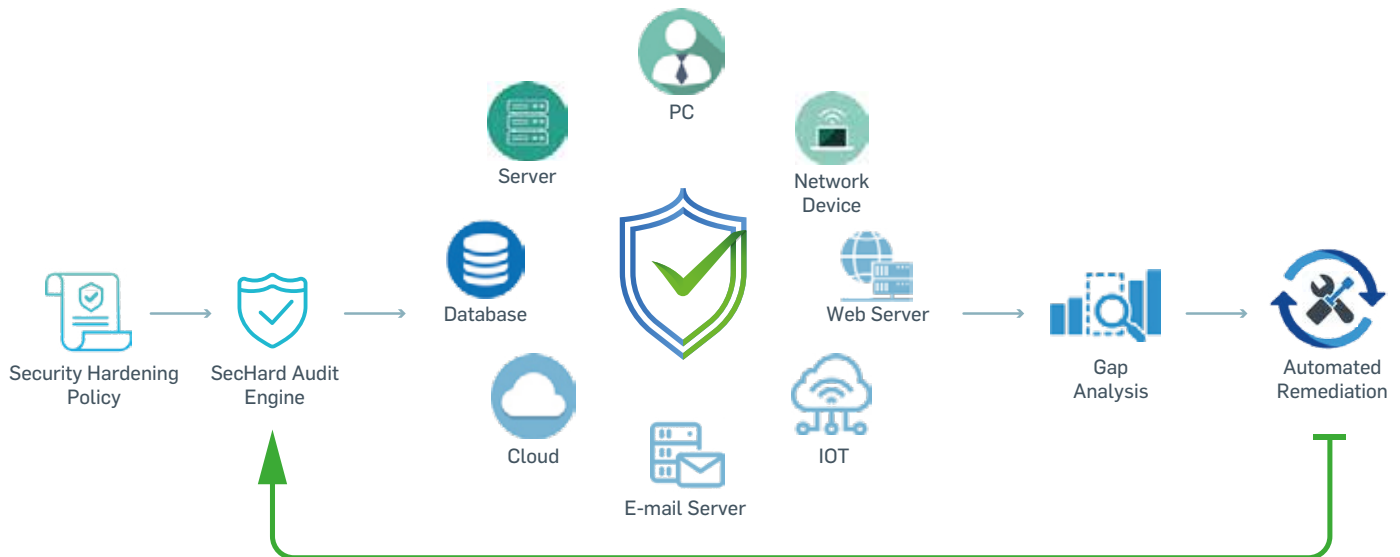 PC
Server
Network
Device
Database
Web Server
Security Hardening
Policy
SecHard Audit
Engine
Gap
Analysis
Automated
Remediation
Cloud
IOT
E-mail Server